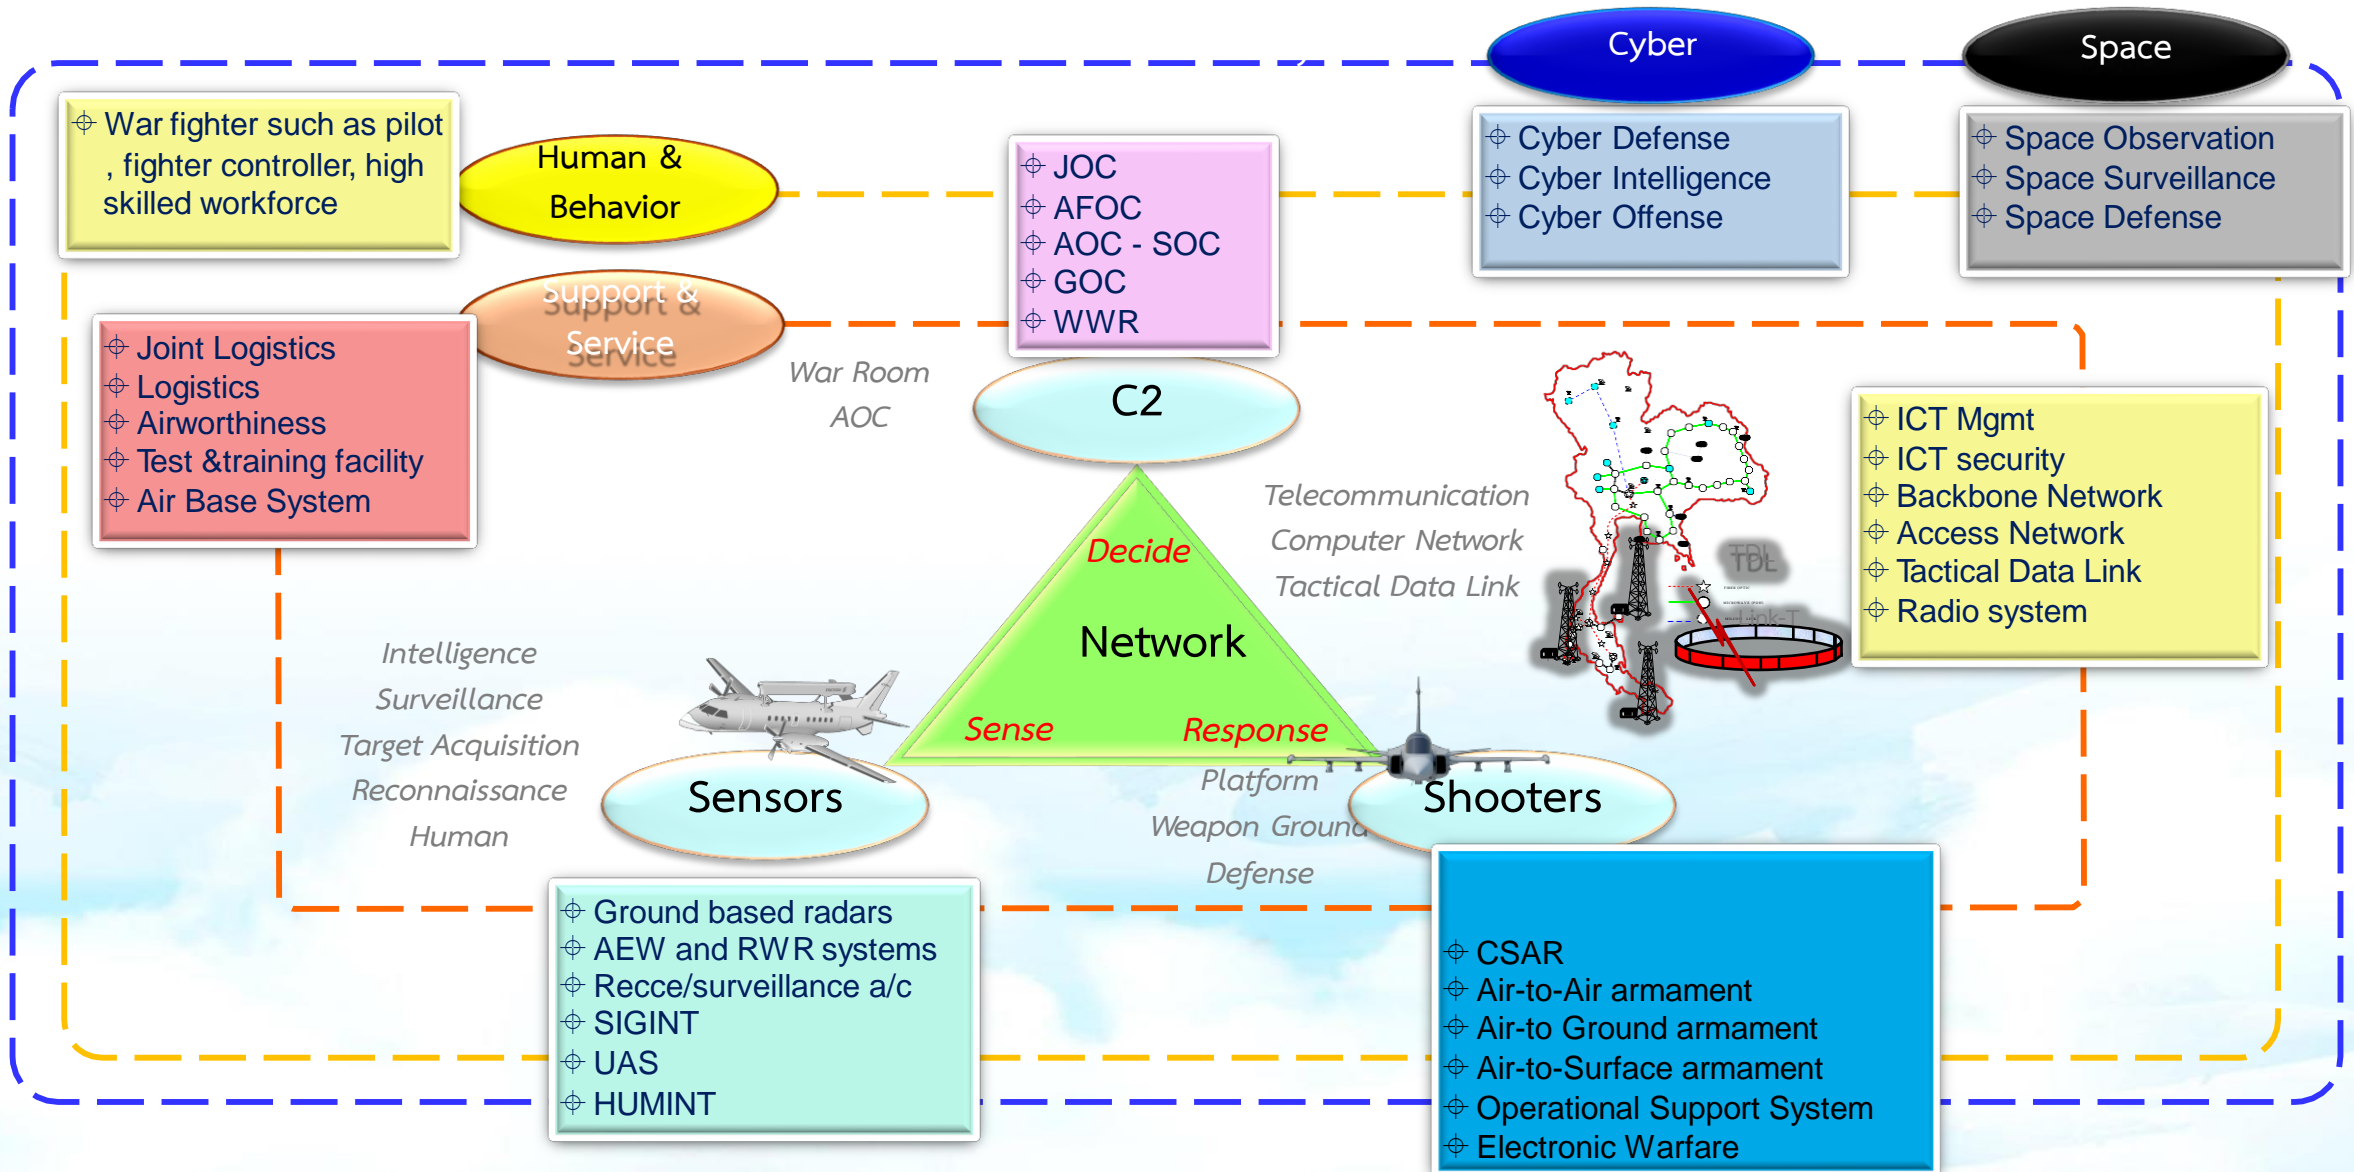 Cyber
Space
War fighter such as pilot
, fighter controller, high
skilled workforce
Human &
Behavior
JOC
AFOC
AOC - SOC
GOC
WWR
Cyber Defense
Cyber Intelligence
Cyber Offense
Space Observation
Space Surveillance
Space Defense
Support &
Service
Joint Logistics
Logistics
Airworthiness
Test &training facility
Air Base System
War Room
AOC
C2
ICT Mgmt
ICT security
Backbone Network
Access Network
Tactical Data Link
Radio system
Telecommunication
Computer Network
Tactical Data Link
Decide
Network
Sense
Response
TDL
Link-T
Intelligence
Surveillance
Target Acquisition
Reconnaissance
Human
Sensors
Platform
Weapon Ground
Defense
Shooters
Ground based radars
AEW and RWR systems
Recce/surveillance a/c
SIGINT
UAS
HUMINT
CSAR
Air-to-Air armament
Air-to Ground armament
Air-to-Surface armament
Operational Support System
Electronic Warfare